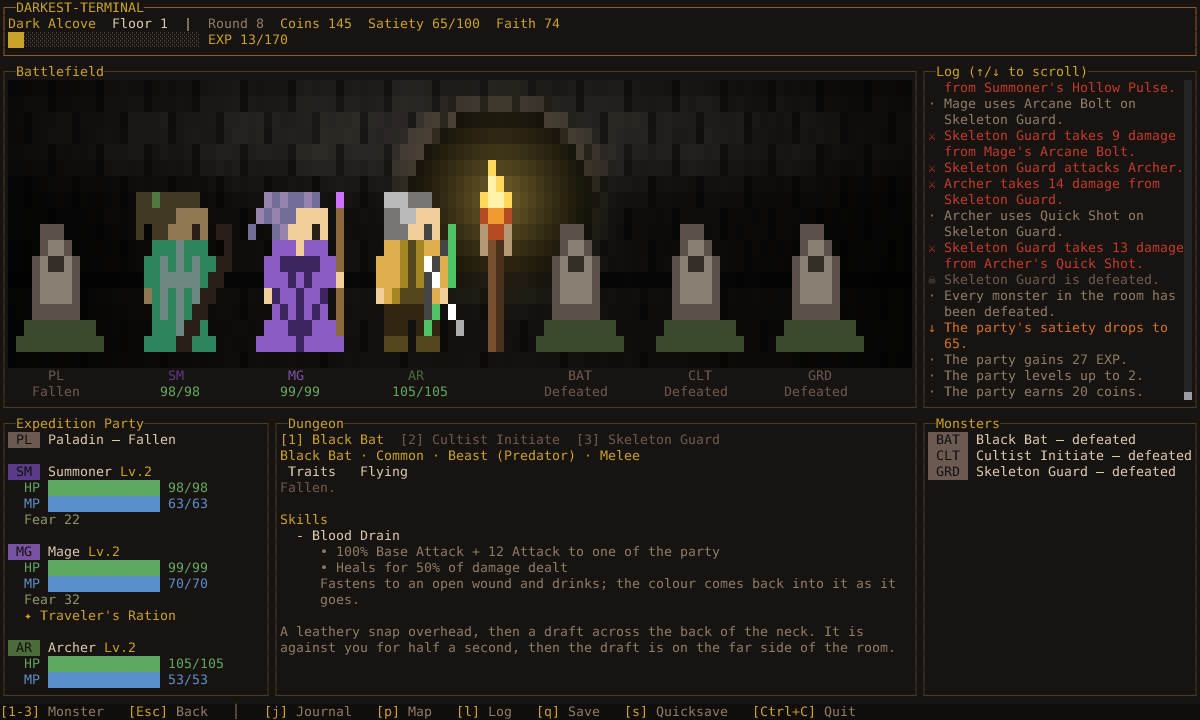 DARKEST-TERMINAL
Dark Alcove  Floor 1  |  Round 8  Coins 145  Satiety 65/100  Faith 74
EXP 13/170
Battlefield
PL  SM  MG  AR  BAT  CLT  GRD
Fallen  98/98  99/99  105/105  Defeated  Defeated  Defeated
Log (↑/↓ to scroll)
from Summoner's Hollow Pulse.
· Mage uses Arcane Bolt on
Skeleton Guard.
⚔ Skeleton Guard takes 9 damage
from Mage's Arcane Bolt.
⚔ Skeleton Guard attacks Archer.
⚔ Archer takes 14 damage from
Skeleton Guard.
· Archer uses Quick Shot on
Skeleton Guard.
⚔ Skeleton Guard takes 13 damage
from Archer's Quick Shot.
☠ Skeleton Guard is defeated.
· Every monster in the room has
been defeated.
↓ The party's satiety drops to
65.
· The party gains 27 EXP.
· The party levels up to 2.
· The party earns 20 coins.
Expedition Party
PL Paladin — Fallen
SM Summoner Lv.2
HP 98/98
MP 63/63
Fear 22
MG Mage Lv.2
HP 99/99
MP 70/70
Fear 32
✦ Traveler's Ration
AR Archer Lv.2
HP 105/105
MP 53/53
Dungeon
[1] Black Bat  [2] Cultist Initiate  [3] Skeleton Guard
Black Bat · Common · Beast (Predator) · Melee
Traits  Flying
Fallen.
Skills
- Blood Drain
• 100% Base Attack + 12 Attack to one of the party
• Heals for 50% of damage dealt
Fastens to an open wound and drinks; the colour comes back into it as it
goes.
A leathery snap overhead, then a draft across the back of the neck. It is
against you for half a second, then the draft is on the far side of the room.
Monsters
BAT Black Bat — defeated
CLT Cultist Initiate — defeated
GRD Skeleton Guard — defeated
[1-3] Monster  [Esc] Back  │  [j] Journal  [p] Map  [l] Log  [q] Save  [s] Quicksave  [Ctrl+C] Quit